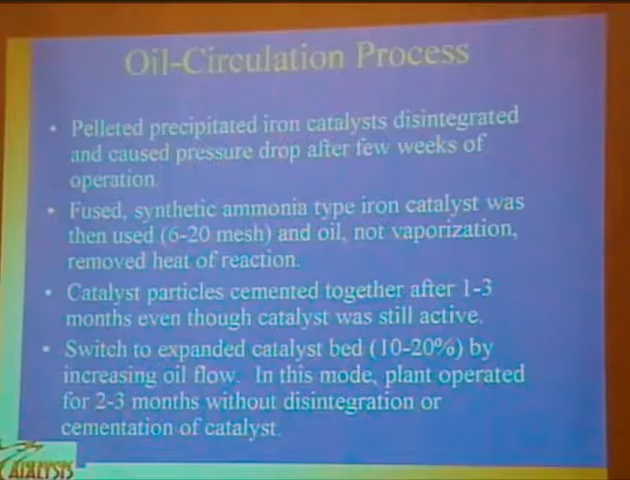 Oil-Circulation Process
• Pelleted precipitated iron catalysts disintegrated
and caused pressure drop after few weeks of
operation.
• Fused, synthetic ammonia type iron catalyst was
then used (6-20 mesh) and oil, not vaporization,
removed heat of reaction.
• Catalyst particles cemented together after 1-3
months even though catalyst was still active.
• Switch to expanded catalyst bed (10-20%) by
increasing oil flow. In this mode, plant operated
for 2-3 months without disintegration or
cementation of catalyst.
CATALYSIS